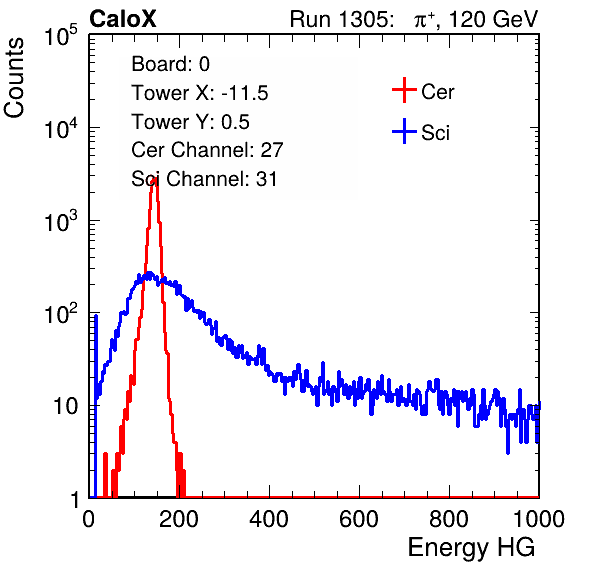 CaloX Run 1305: π⁺, 120 GeV
Counts
Board: 0
Tower X: -11.5
Tower Y: 0.5
Cer Channel: 27
Sci Channel: 31
Cer
Sci
10⁵
10⁴
10³
10²
10
1
0 200 400 600 800 1000
Energy HG